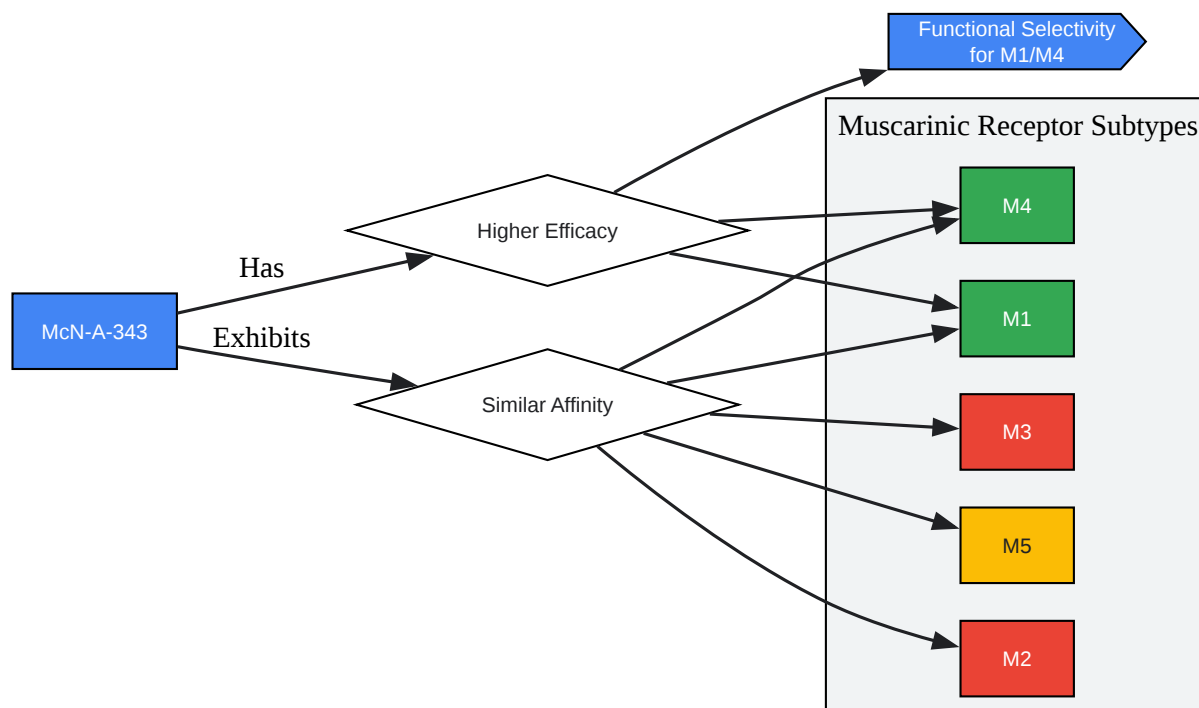 Functional Selectivity
for M1/M4
Muscarinic Receptor Subtypes
M4
Higher Efficacy
Has
M1
McN-A-343
Exhibits
Similar Affinity
M3
M5
M2